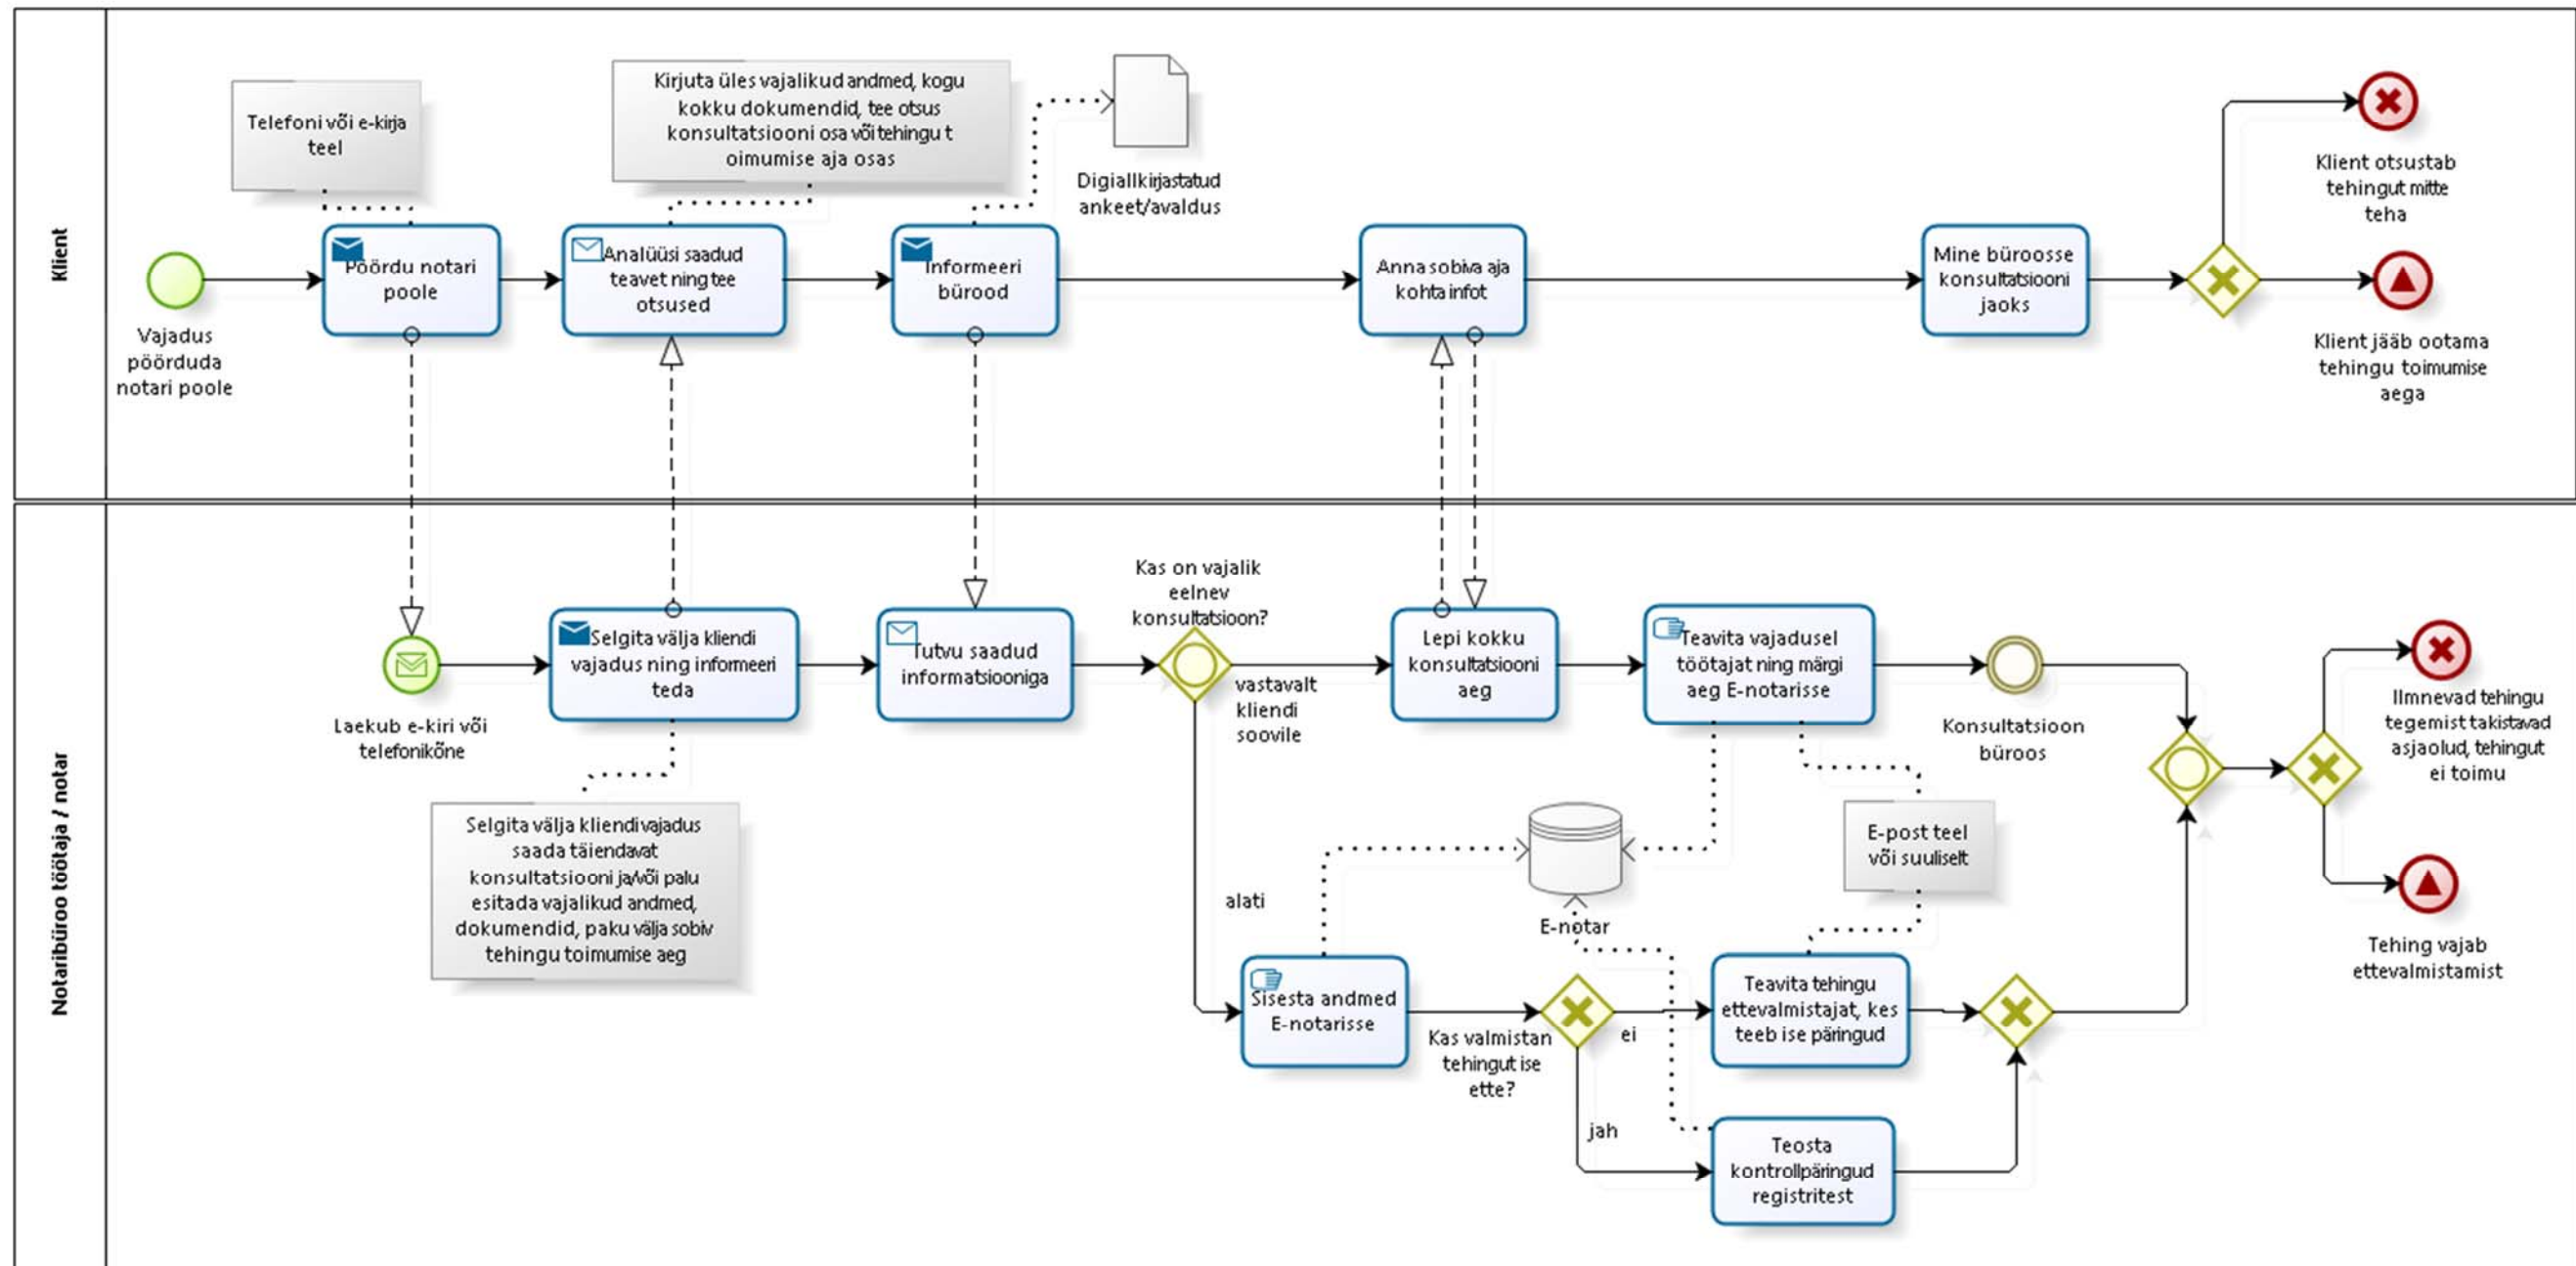 Klient
Telefoni või e-kirja
teel
Kirjuta üles vajalikud andmed, kogu
kokku dokumendid, tee otsus
konsultatsiooni osa või tehingu t
oimumise aja osas
Digiallkirjastatud
ankeet/avaldus
Vajadus
pöörduda
notari poole
Pöördu notari
poole
Analüüsi saadud
teavet ning tee
otsused
Informeeri
bürood
Anna sobiva aja
kohta infot
Mine büroosse
konsultatsiooni
jaoks
Klient otsustab
tehingut mitte
teha
Klient jääb ootama
tehingu toimumise
aega
Notaribüroo töötaja / notar
Laekub e-kiri või
telefonikõne
Selgita välja kliendi
vajadus ning informeeri
teda
Selgita välja kliendivajadus
saada täiendavat
konsultatsiooni ja/või palu
esitada vajalikud andmed,
dokumendid, paku välja sobiv
tehingu toimumise aeg
Tutvu saadud
informatsiooniga
Kas on vajalik
eelnev
konsultatsioon?
vastavalt
kliendi
soovile
alati
Lepi kokku
konsultatsiooni
aeg
Teavita vajadusel
töötajat ning märgi
aeg E-notarisse
Konsultatsioon
büroos
E-notar
E-post teel
või suuliselt
Sisesta andmed
E-notarisse
Kas valmistan
tehingut ise
ette?
ei
jah
Teavita tehingu
ettevalmistajat, kes
teeb ise päringud
Teosta
kontrollpäringud
registritest
Ilmnevad tehingu
tegemist takistavad
asjaolud, tehingut
ei toimu
Tehing vajab
ettevalmistamist